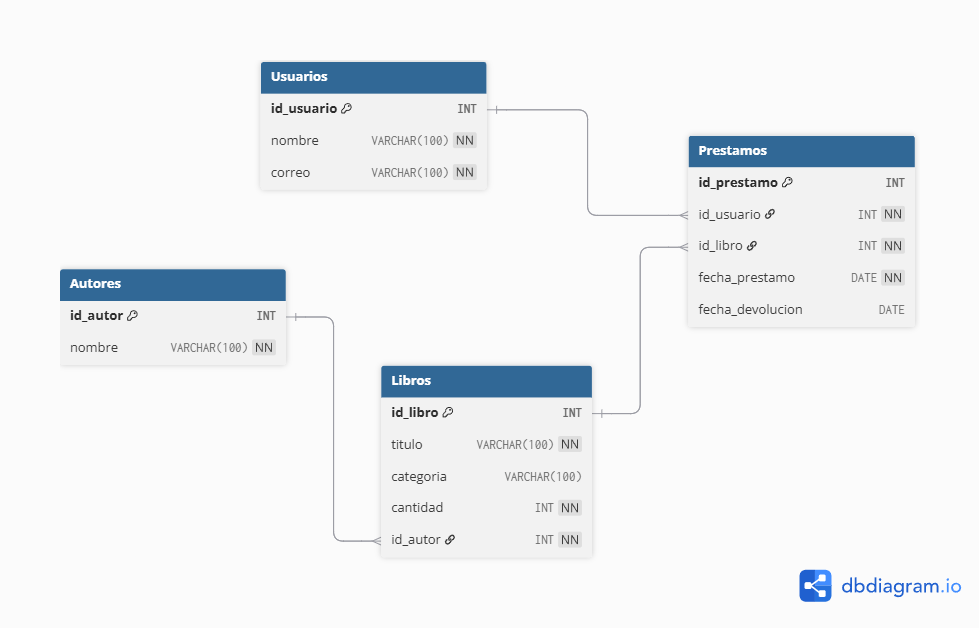 Usuarios
id_usuario INT
nombre VARCHAR(100) NN
correo VARCHAR(100) NN
Prestamos
id_prestamo INT
id_usuario INT NN
id_libro INT NN
fecha_prestamo DATE NN
fecha_devolucion DATE
Autores
id_autor INT
nombre VARCHAR(100) NN
Libros
id_libro INT
titulo VARCHAR(100) NN
categoria VARCHAR(100)
cantidad INT NN
id_autor INT NN
dbdiagram.io